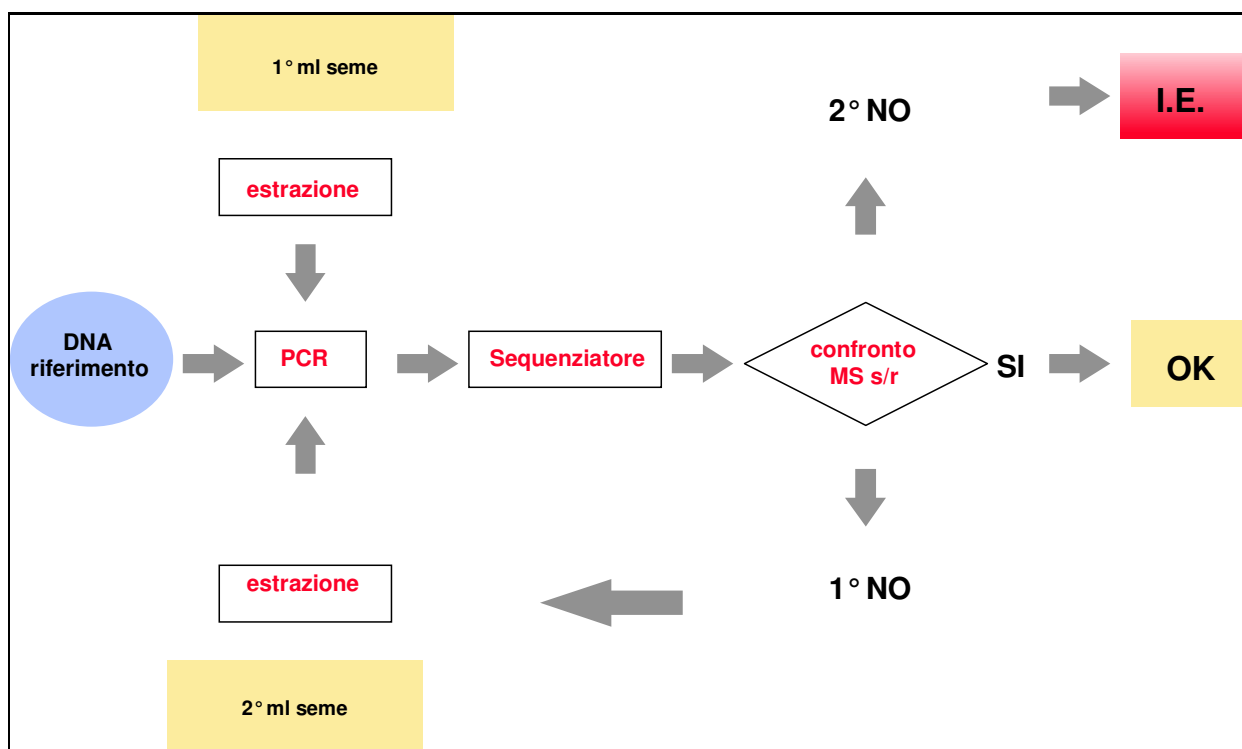 1° ml seme
2° NO
I.E.
estrazione
DNA
riferimento
PCR
Sequenziatore
confronto
MS s/r
SI
OK
estrazione
1° NO
2° ml seme